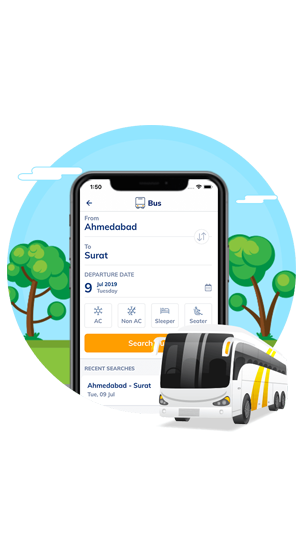 1:50
Bus
From
Ahmedabad
To
Surat
DEPARTURE DATE
9 Jul 2019
Tuesday
AC Non AC Sleeper Seater
Search
RECENT SEARCHES
Ahmedabad - Surat
Tue, 09 Jul